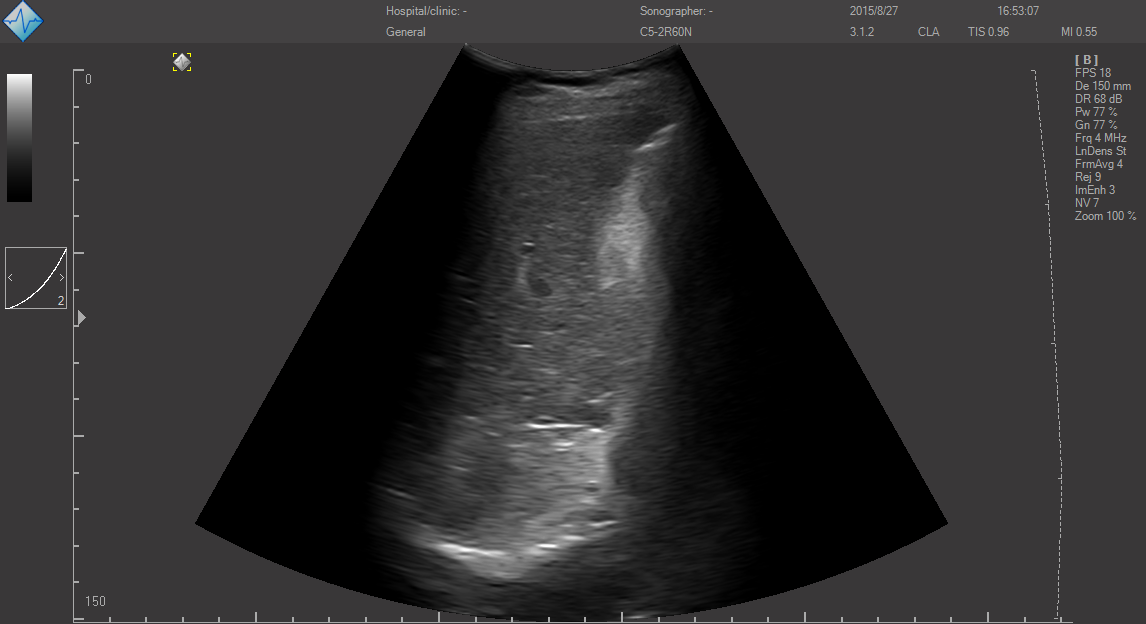 Hospital/clinic: - Sonographer: - 2015/8/27 16:53:07
General C5-2R60N 3.1.2 CLA TIS 0.96 MI 0.55
[ B ]
FPS 18
De 150 mm
DR 68 dB
Pw 77 %
Gn 77 %
Frq 4 MHz
LnDens St
FrmAvg 4
Rej 9
ImEnh 3
NV 7
Zoom 100 %
0
2
150